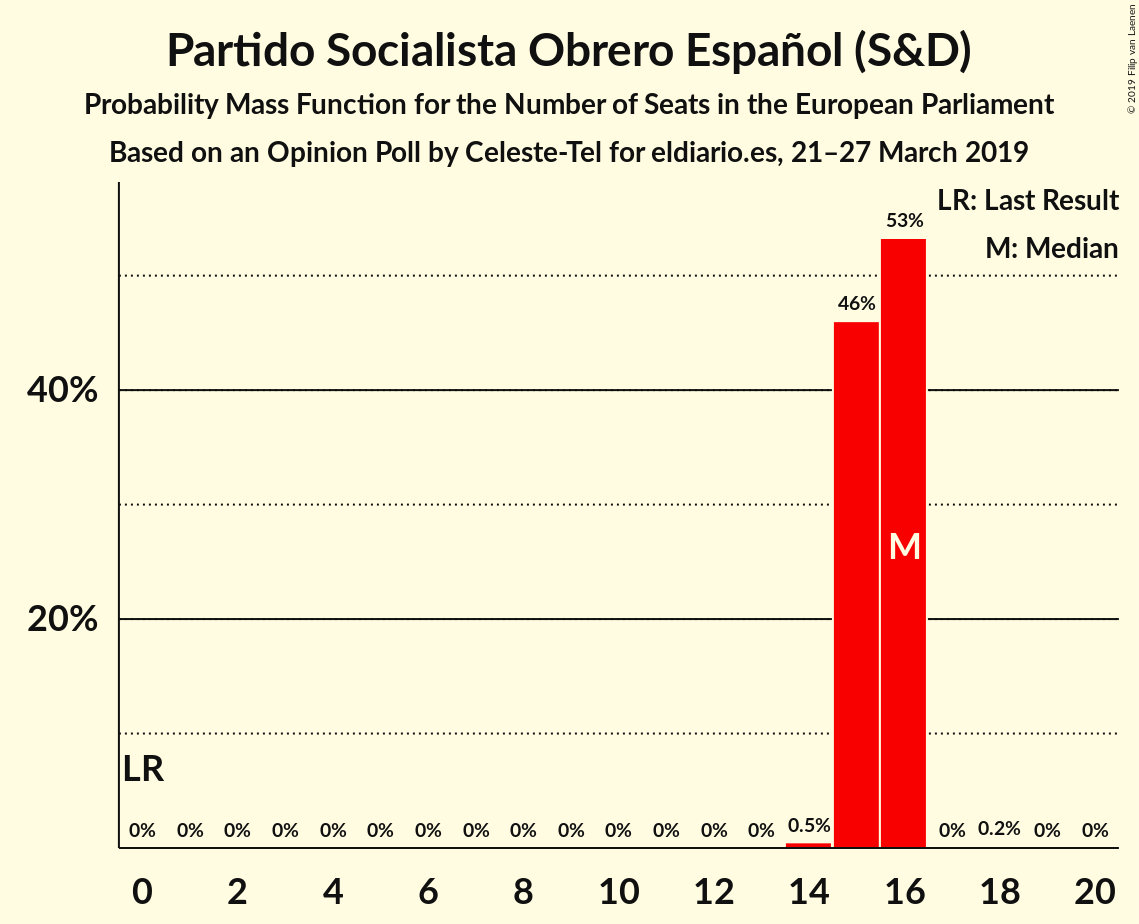 Partido Socialista Obrero Español (S&D)
Probability Mass Function for the Number of Seats in the European Parliament
Based on an Opinion Poll by Celeste-Tel for eldiario.es, 21–27 March 2019
© 2019 Filip van Laenen
LR: Last Result
M: Median
53%
46%
40%
M
20%
LR
0% 0% 0% 0% 0% 0% 0% 0% 0% 0% 0% 0% 0% 0% 0.5% 0% 0.2% 0% 0%
0 2 4 6 8 10 12 14 16 18 20